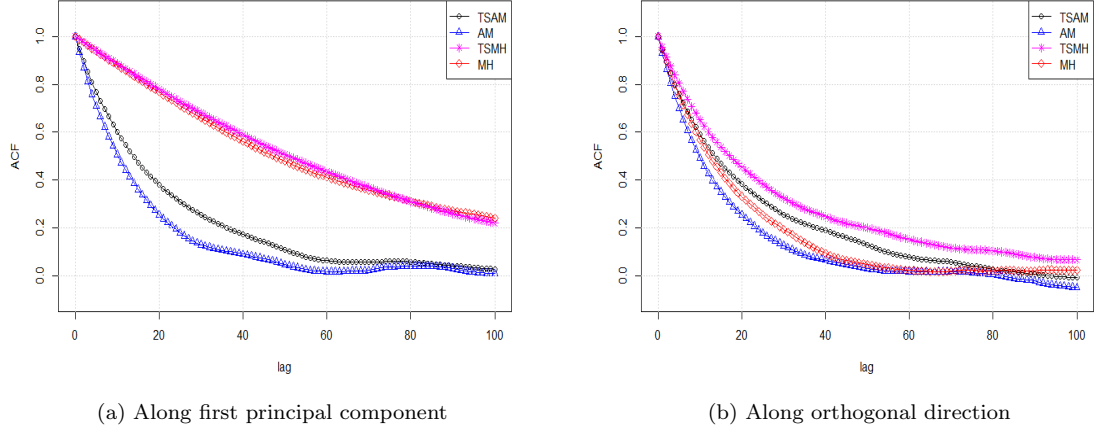 TSAM
AM
TSMH
MH
ACF
1.0
0.8
0.6
0.4
0.2
0.0
0 20 40 60 80 100
lag
(a) Along first principal component
TSAM
AM
TSMH
MH
ACF
1.0
0.8
0.6
0.4
0.2
0.0
0 20 40 60 80 100
lag
(b) Along orthogonal direction